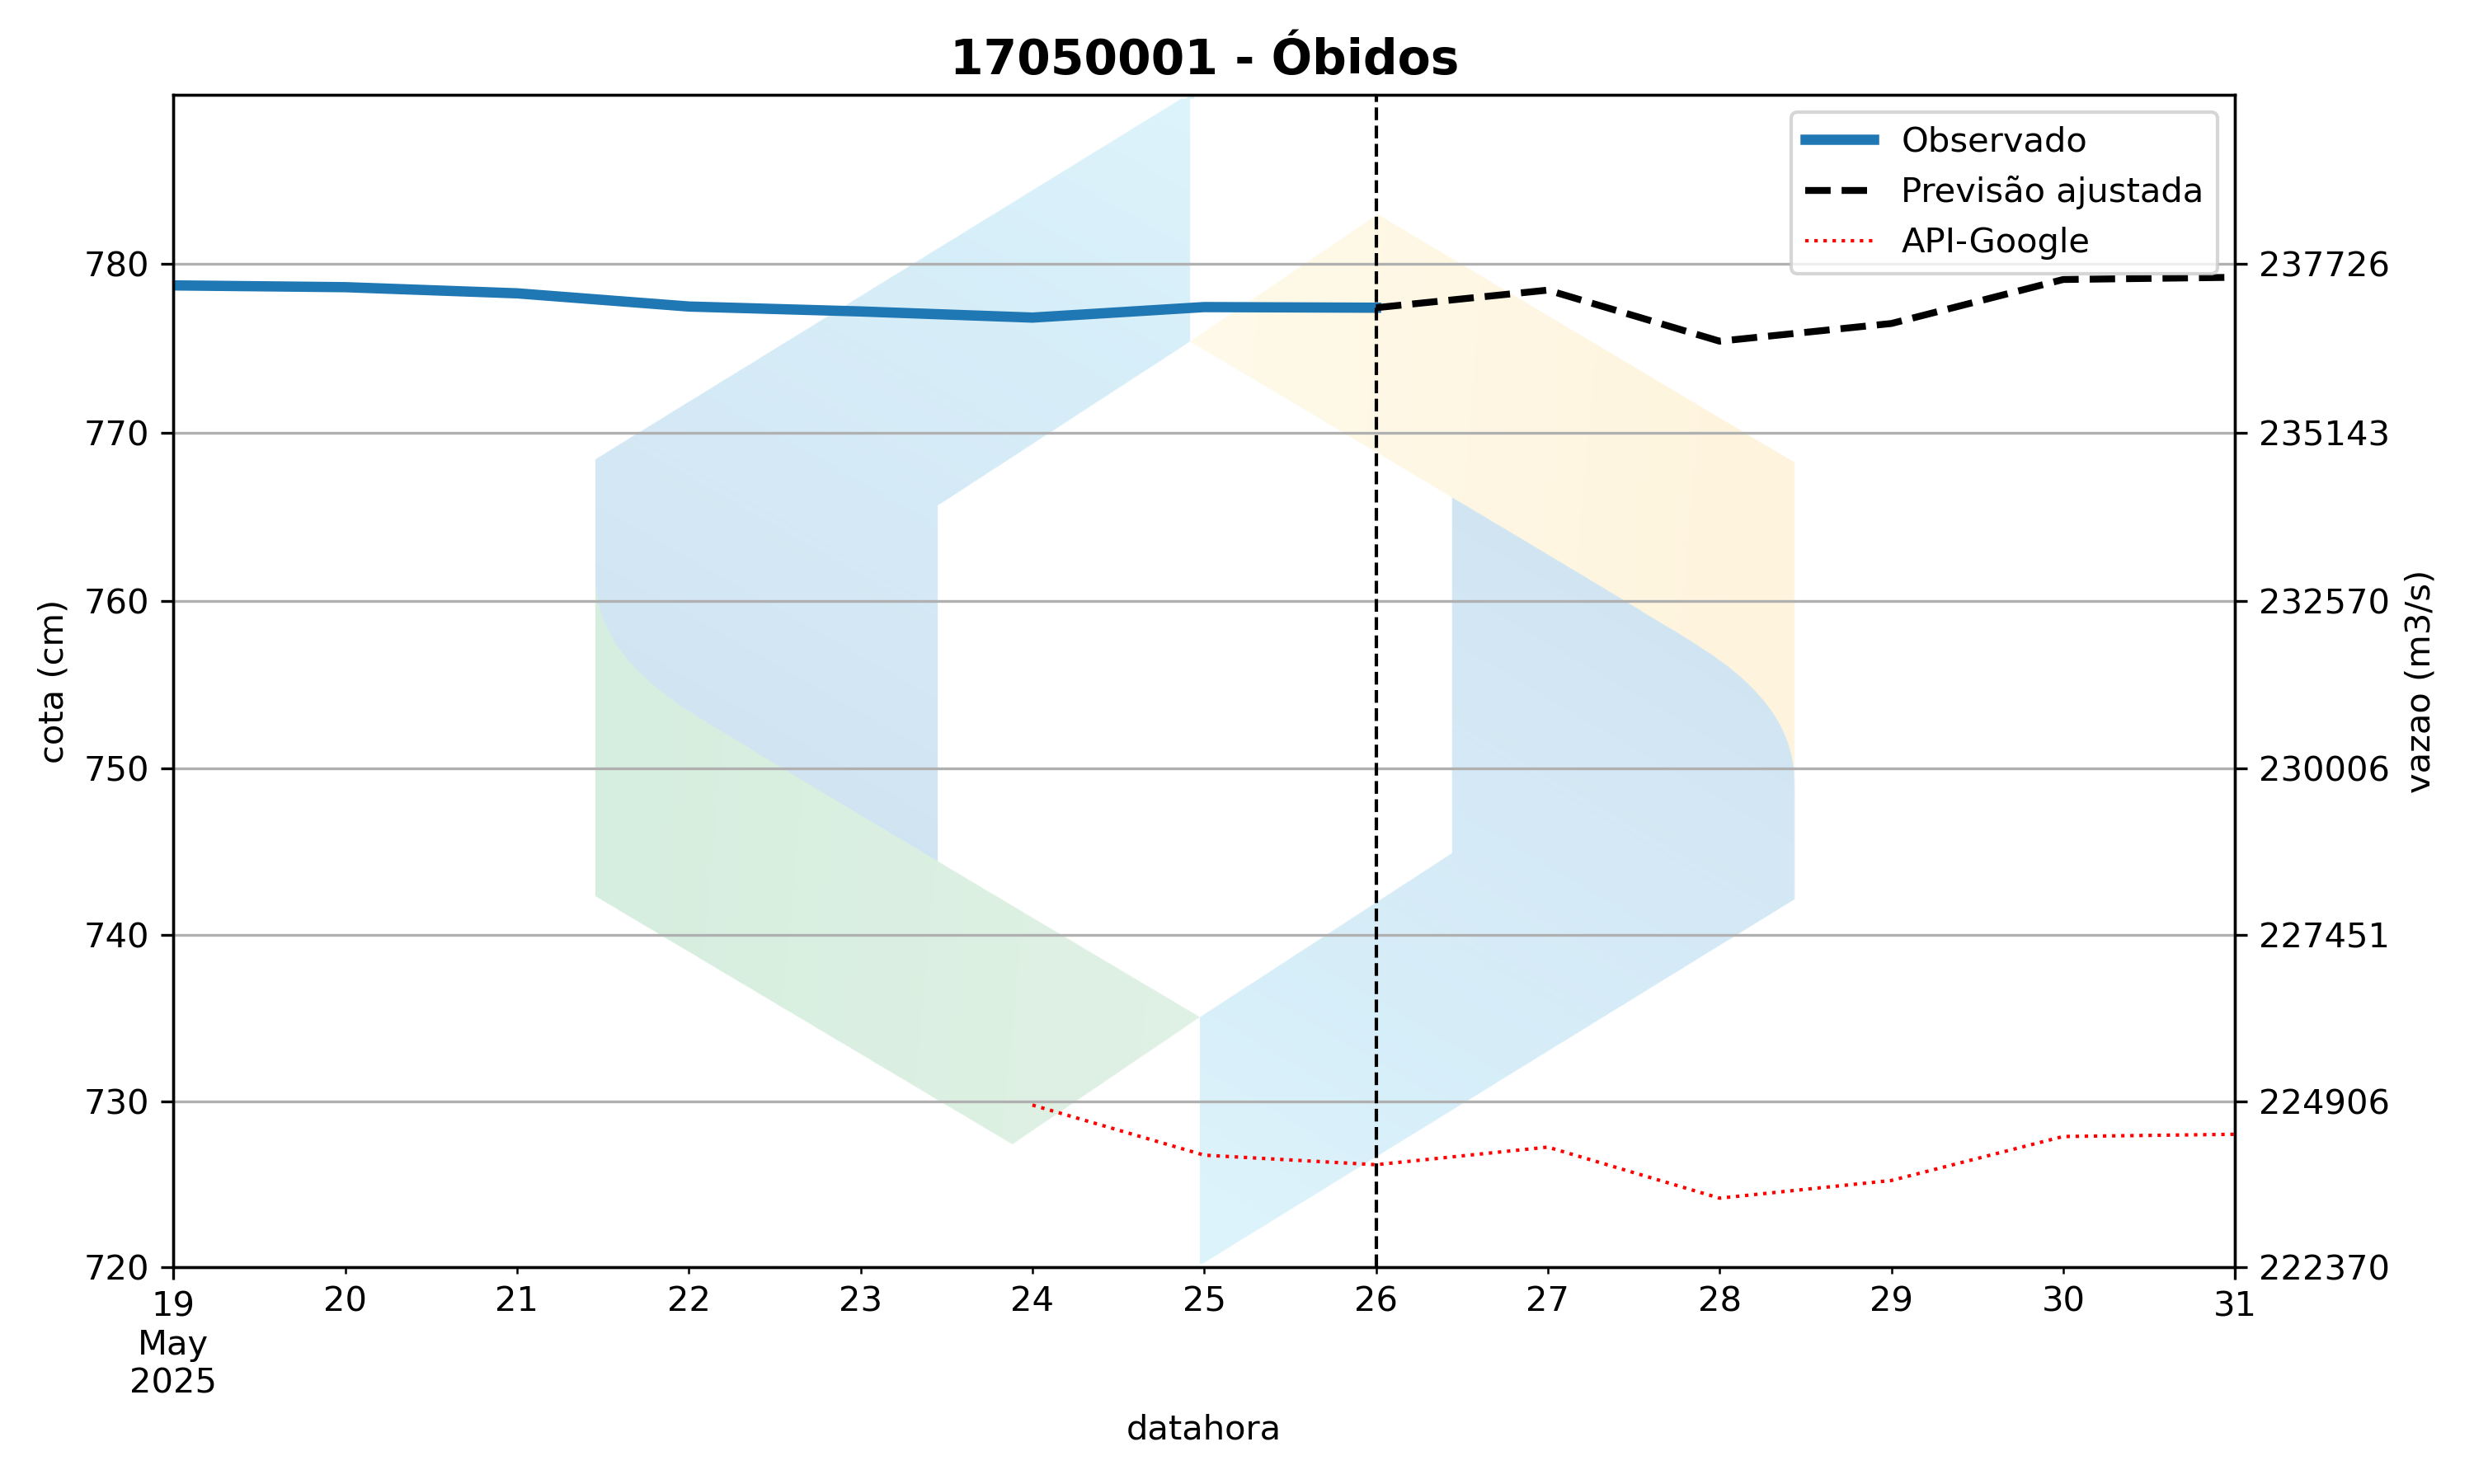 17050001 - Óbidos
Observado
Previsão ajustada
API-Google
780
770
760
750
740
730
720
cota (cm)
237726
235143
232570
230006
227451
224906
222370
vazao (m3/s)
19 20 21 22 23 24 25 26 27 28 29 30 31
May
2025
datahora